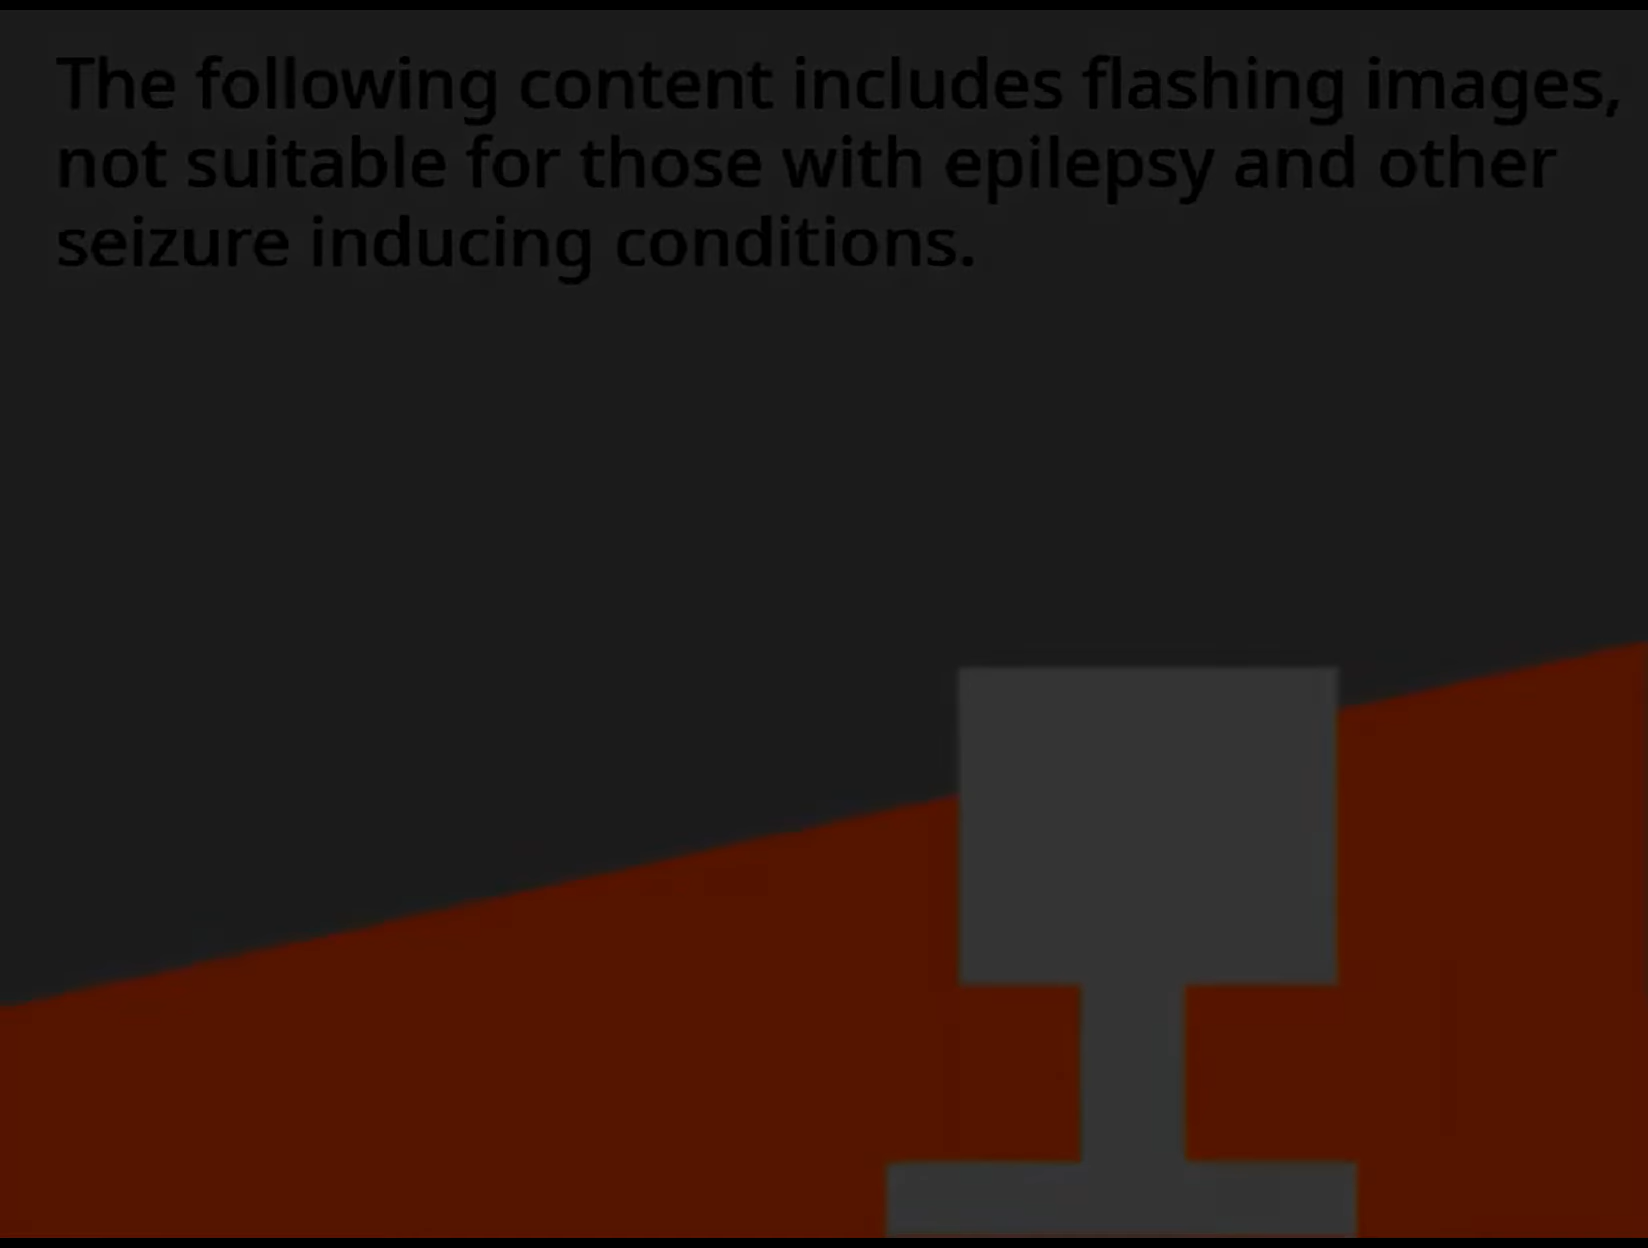 The following content includes flashing images,
not suitable for those with epilepsy and other
seizure inducing conditions.